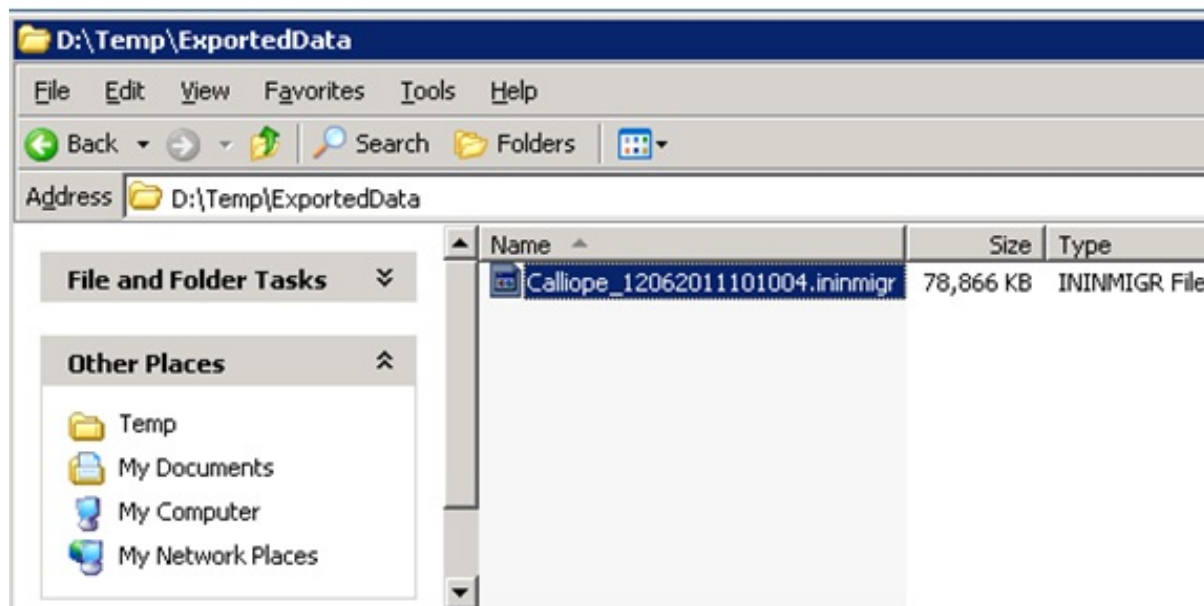 D:\Temp\ExportedData
File Edit View Favorites Tools Help
Back Search Folders
Address D:\Temp\ExportedData
Name Size Type
File and Folder Tasks
Calliope_12062011101004.ininmigr 78,866 KB ININMIGR File
Other Places
Temp
My Documents
My Computer
My Network Places